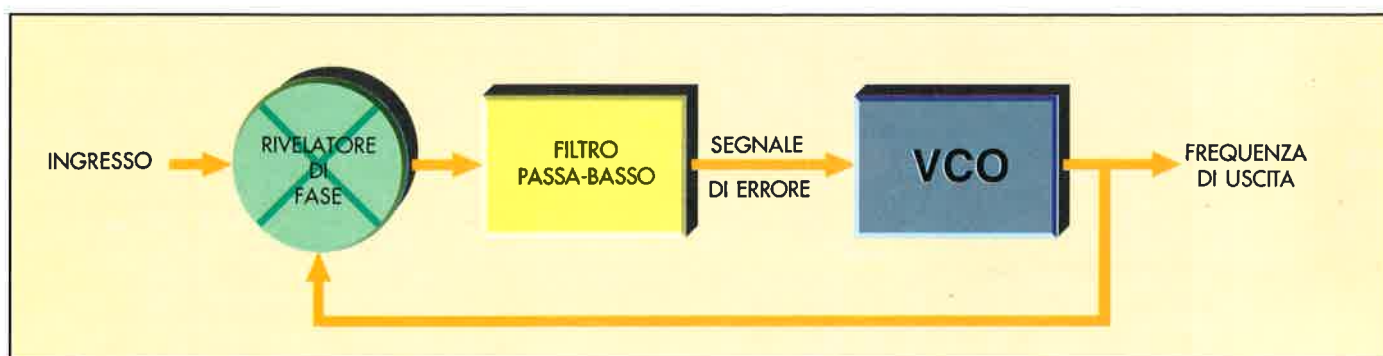 INGRESSO
RIVELATORE
DI
FASE
FILTRO
PASSA-BASSO
SEGNALE
DI ERRORE
VCO
FREQUENZA
DI USCITA